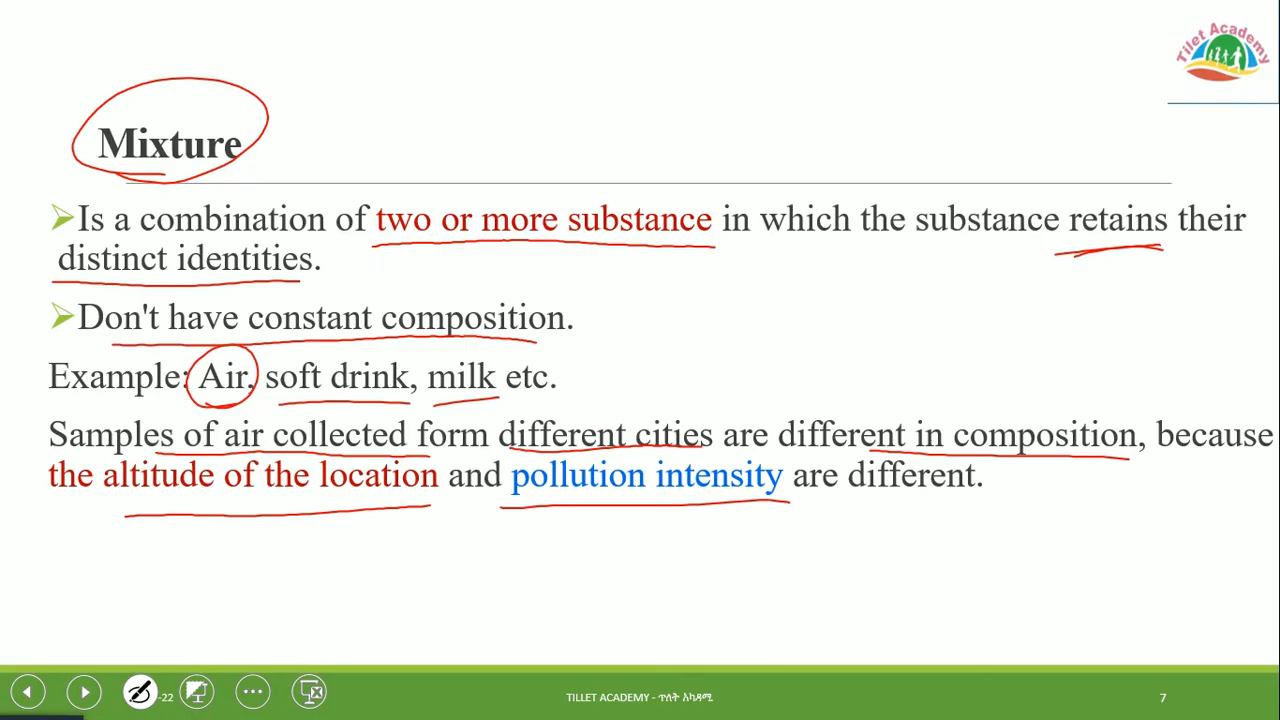 Tilet Academy
Mixture
Is a combination of two or more substance in which the substance retains their
distinct identities.
Don't have constant composition.
Example: Air, soft drink, milk etc.
Samples of air collected form different cities are different in composition, because
the altitude of the location and pollution intensity are different.
-22
TILLET ACADEMY - ጥለት አካዳሚ
7